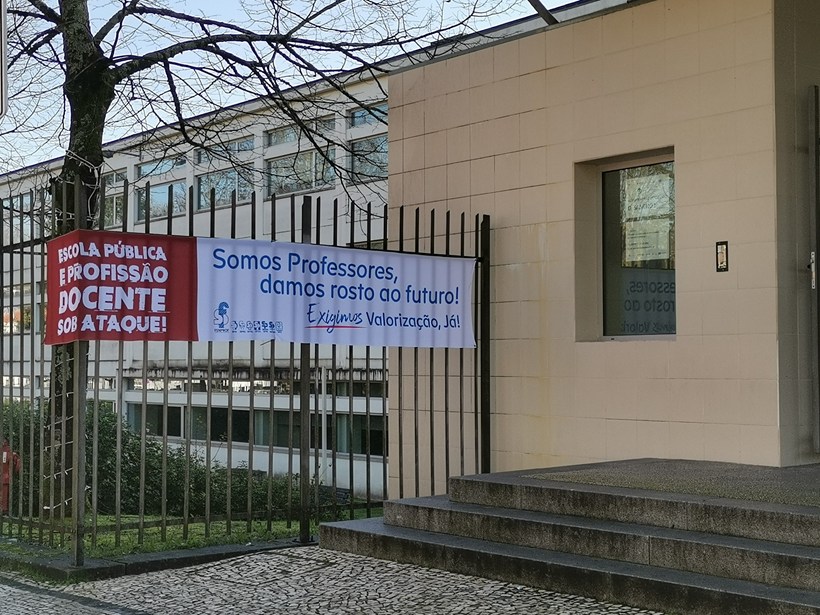 ESCOLA PÚBLICA
E PROFISSÃO
DOCENTE
SOB ATAQUE!
Somos Professores,
damos rosto ao futuro!
Exigimos Valorização, Já!